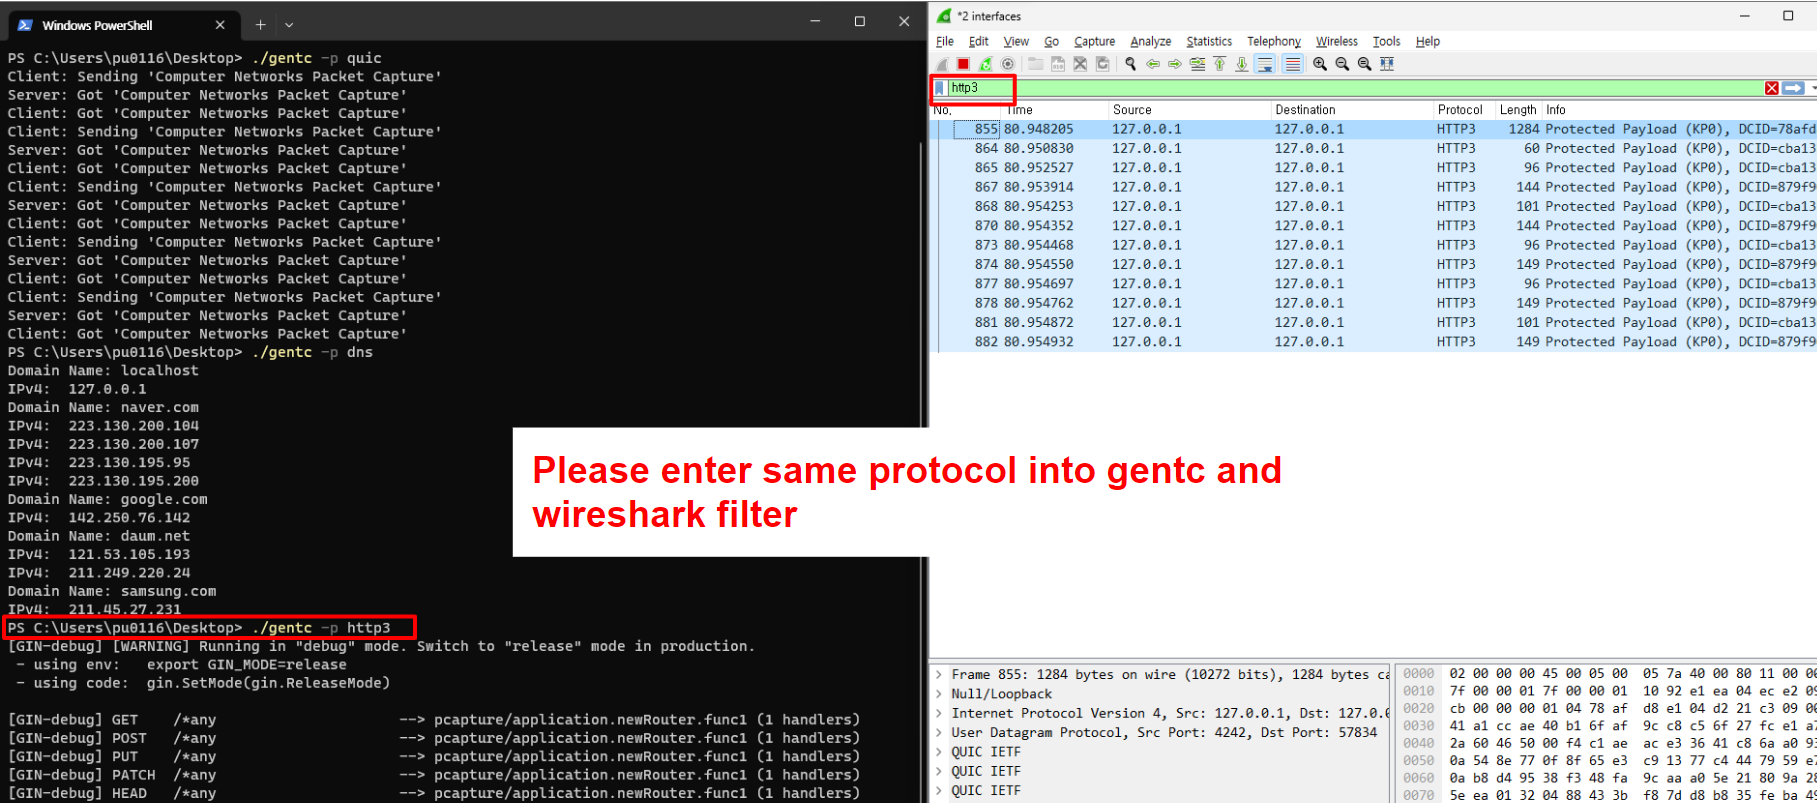 Windows PowerShell
PS C:\Users\pu0116\Desktop> ./gentc -p quic
Client: Sending 'Computer Networks Packet Capture'
Server: Got 'Computer Networks Packet Capture'
Client: Got 'Computer Networks Packet Capture'
Client: Sending 'Computer Networks Packet Capture'
Server: Got 'Computer Networks Packet Capture'
Client: Got 'Computer Networks Packet Capture'
Client: Sending 'Computer Networks Packet Capture'
Server: Got 'Computer Networks Packet Capture'
Client: Got 'Computer Networks Packet Capture'
Client: Sending 'Computer Networks Packet Capture'
Server: Got 'Computer Networks Packet Capture'
Client: Got 'Computer Networks Packet Capture'
Client: Sending 'Computer Networks Packet Capture'
Server: Got 'Computer Networks Packet Capture'
Client: Got 'Computer Networks Packet Capture'
PS C:\Users\pu0116\Desktop> ./gentc -p dns
Domain Name: localhost
IPv4:  127.0.0.1
Domain Name: naver.com
IPv4:  223.130.200.104
IPv4:  223.130.200.107
IPv4:  223.130.195.95
IPv4:  223.130.195.200
Domain Name: google.com
IPv4:  142.250.76.142
Domain Name: daum.net
IPv4:  121.53.105.193
IPv4:  211.249.220.24
Domain Name: samsung.com
IPv4:  211.45.27.231
PS C:\Users\pu0116\Desktop> ./gentc -p http3
[GIN-debug] [WARNING] Running in "debug" mode. Switch to "release" mode in production.
- using env:   export GIN_MODE=release
- using code:  gin.SetMode(gin.ReleaseMode)
[GIN-debug] GET    /*any                     --> pcapture/application.newRouter.func1 (1 handlers)
[GIN-debug] POST   /*any                     --> pcapture/application.newRouter.func1 (1 handlers)
[GIN-debug] PUT    /*any                     --> pcapture/application.newRouter.func1 (1 handlers)
[GIN-debug] PATCH  /*any                     --> pcapture/application.newRouter.func1 (1 handlers)
[GIN-debug] HEAD   /*any                     --> pcapture/application.newRouter.func1 (1 handlers)
Please enter same protocol into gentc and
wireshark filter
*2 interfaces
File Edit View Go Capture Analyze Statistics Telephony Wireless Tools Help
http3
No. Time Source Destination Protocol Length Info
855 80.948205 127.0.0.1 127.0.0.1 HTTP3 1284 Protected Payload (KP0), DCID=78afd
864 80.950830 127.0.0.1 127.0.0.1 HTTP3 60 Protected Payload (KP0), DCID=cba13
865 80.952527 127.0.0.1 127.0.0.1 HTTP3 96 Protected Payload (KP0), DCID=cba13
867 80.953914 127.0.0.1 127.0.0.1 HTTP3 144 Protected Payload (KP0), DCID=879f9
868 80.954253 127.0.0.1 127.0.0.1 HTTP3 101 Protected Payload (KP0), DCID=cba13
870 80.954352 127.0.0.1 127.0.0.1 HTTP3 144 Protected Payload (KP0), DCID=879f9
873 80.954468 127.0.0.1 127.0.0.1 HTTP3 96 Protected Payload (KP0), DCID=cba13
874 80.954550 127.0.0.1 127.0.0.1 HTTP3 149 Protected Payload (KP0), DCID=879f9
877 80.954697 127.0.0.1 127.0.0.1 HTTP3 96 Protected Payload (KP0), DCID=cba13
878 80.954762 127.0.0.1 127.0.0.1 HTTP3 149 Protected Payload (KP0), DCID=879f9
881 80.954872 127.0.0.1 127.0.0.1 HTTP3 101 Protected Payload (KP0), DCID=cba13
882 80.954932 127.0.0.1 127.0.0.1 HTTP3 149 Protected Payload (KP0), DCID=879f9
Frame 855: 1284 bytes on wire (10272 bits), 1284 bytes ca
Null/Loopback
Internet Protocol Version 4, Src: 127.0.0.1, Dst: 127.0.0
User Datagram Protocol, Src Port: 4242, Dst Port: 57834
QUIC IETF
QUIC IETF
QUIC IETF
0000 02 00 00 00 45 00 05 00 05 7a 40 00 80 11 00 00
0010 7f 00 00 01 7f 00 00 01 10 92 e1 ea 04 ec e2 09
0020 cb 00 00 00 01 04 78 af d8 e1 04 d2 21 c3 09 00
0030 41 a1 cc ae 40 b1 6f af 9c c8 c5 6f 27 fc e1 a7
0040 2a 60 46 50 00 f4 c1 ae ac e3 36 41 c8 6a a0 93
0050 0a 54 8e 77 0f 8f 65 e3 c9 13 77 c4 44 79 59 e7
0060 0a b8 d4 95 38 f3 48 fa 9c aa a0 5e 21 80 9a 28
0070 5e ea 01 32 04 88 43 3b f8 7d d8 b8 35 fe ba 49